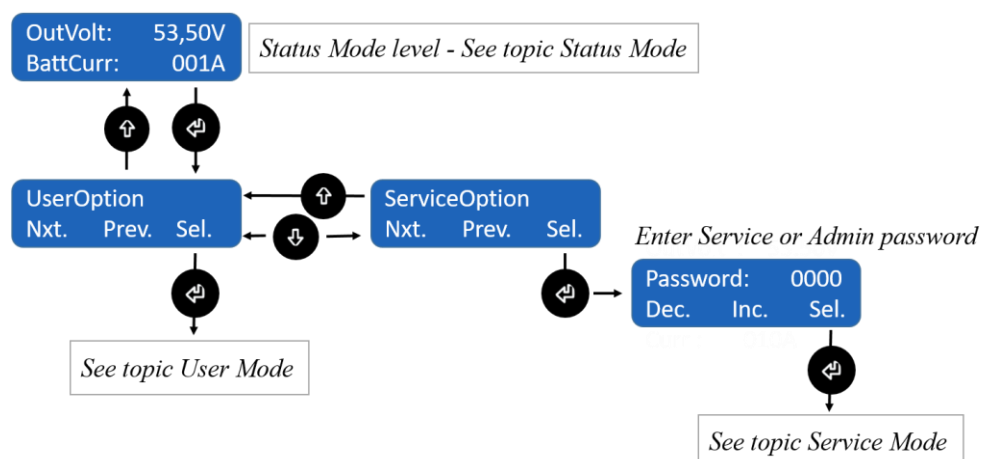 OutVolt: 53,50V
BattCurr: 001A
Status Mode level - See topic Status Mode
UserOption
Nxt. Prev. Sel.
ServiceOption
Nxt. Prev. Sel.
Enter Service or Admin password
Password: 0000
Dec. Inc. Sel.
See topic User Mode
See topic Service Mode